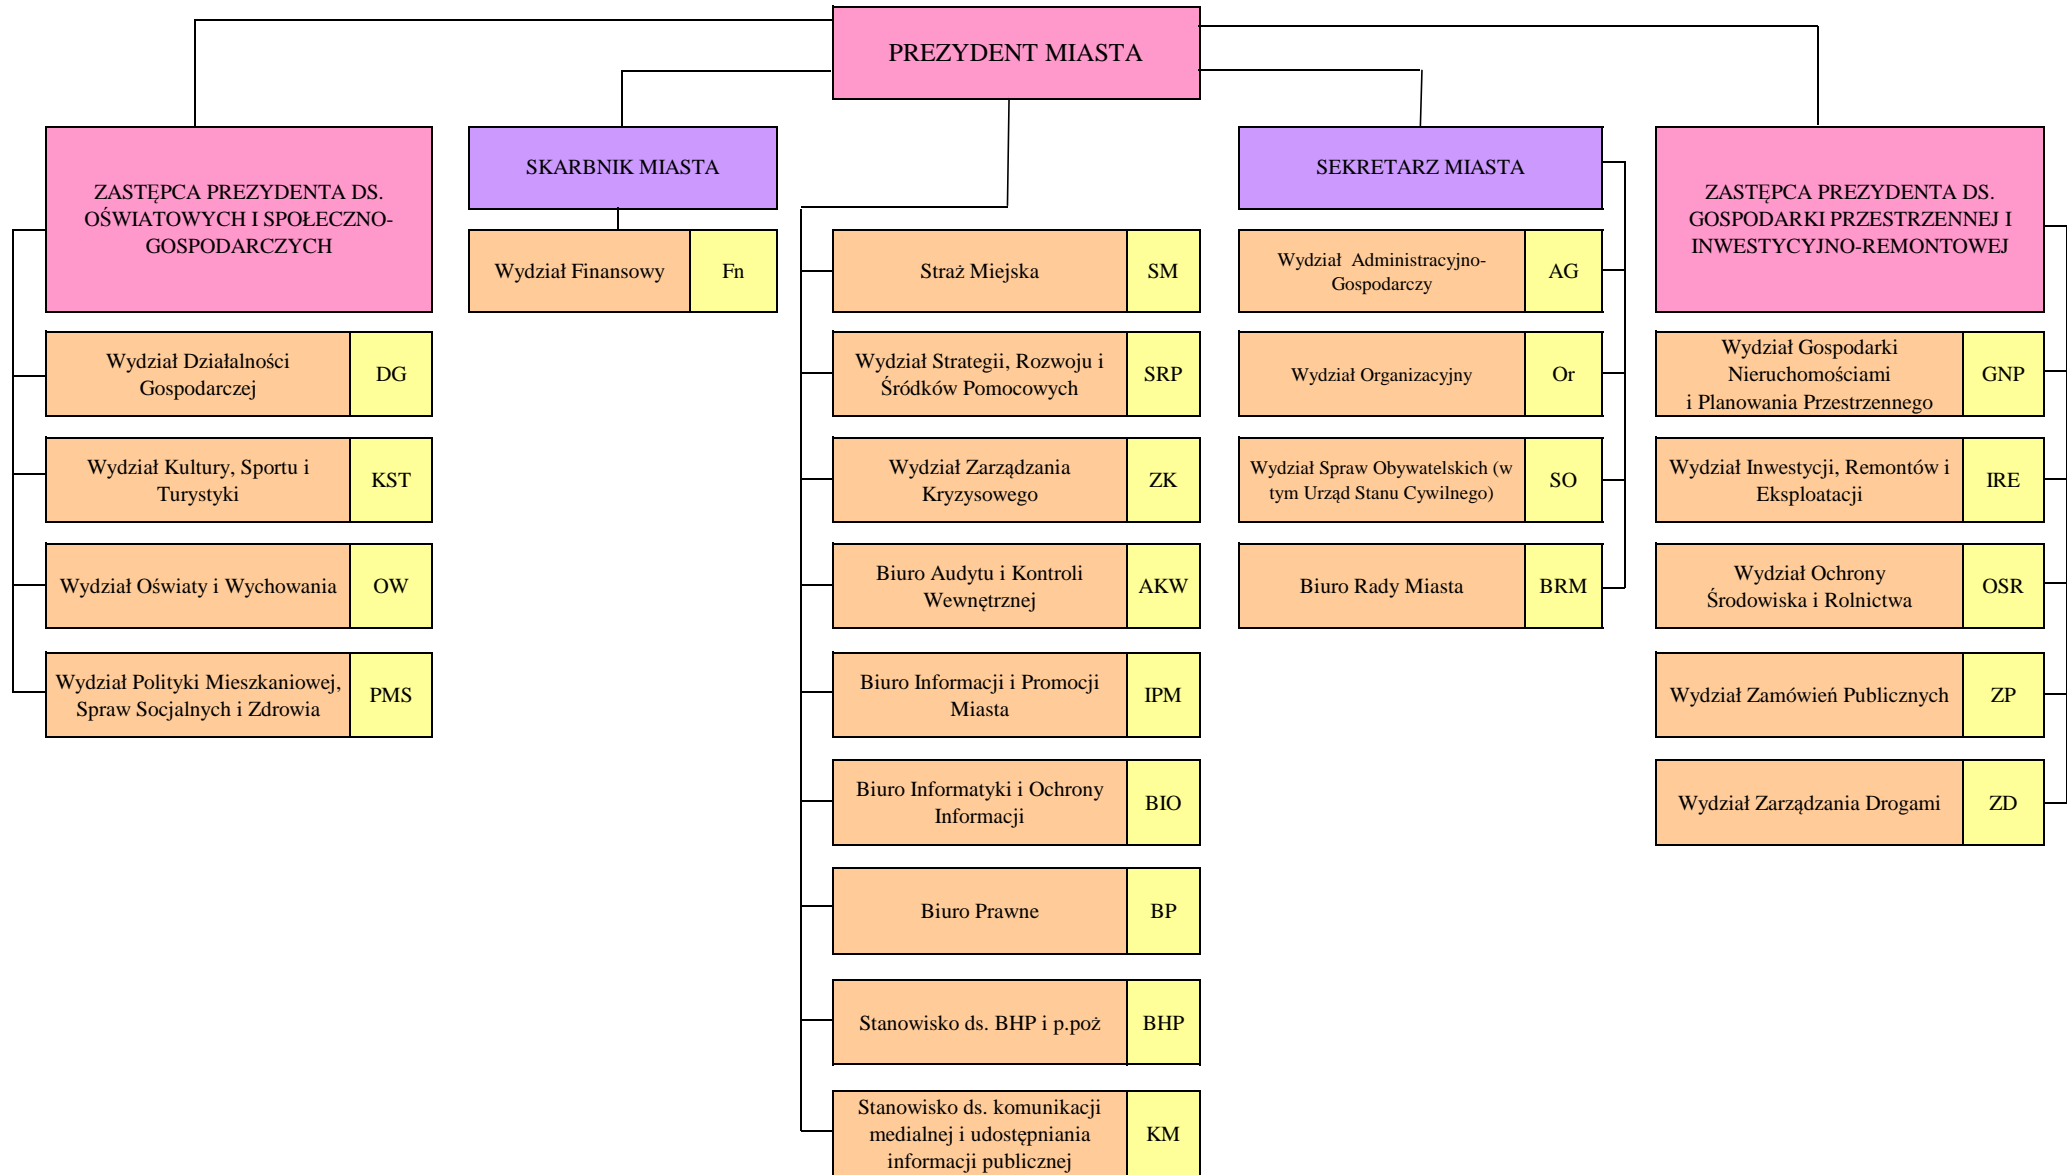 PREZYDENT MIASTA
ZASTĘPCA PREZYDENTA DS.
OŚWIATOWYCH I SPOŁECZNO-
GOSPODARCZYCH
Wydział Działalności
Gospodarczej
DG
Wydział Kultury, Sportu i
Turystyki
KST
Wydział Oświaty i Wychowania
OW
Wydział Polityki Mieszkaniowej,
Spraw Socjalnych i Zdrowia
PMS
SKARBNIK MIASTA
Wydział Finansowy
Fn
Straż Miejska
SM
Wydział Strategii, Rozwoju i
Śródków Pomocowych
SRP
Wydział Zarządzania
Kryzysowego
ZK
Biuro Audytu i Kontroli
Wewnętrznej
AKW
Biuro Informacji i Promocji
Miasta
IPM
Biuro Informatyki i Ochrony
Informacji
BIO
Biuro Prawne
BP
Stanowisko ds. BHP i p.poż
BHP
Stanowisko ds. komunikacji
medialnej i udostępniania
informacji publicznej
KM
SEKRETARZ MIASTA
Wydział Administracyjno-
Gospodarczy
AG
Wydział Organizacyjny
Or
Wydział Spraw Obywatelskich (w
tym Urząd Stanu Cywilnego)
SO
Biuro Rady Miasta
BRM
ZASTĘPCA PREZYDENTA DS.
GOSPODARKI PRZESTRZENNEJ I
INWESTYCYJNO-REMONTOWEJ
Wydział Gospodarki
Nieruchomościami
i Planowania Przestrzennego
GNP
Wydział Inwestycji, Remontów i
Eksploatacji
IRE
Wydział Ochrony
Środowiska i Rolnictwa
OSR
Wydział Zamówień Publicznych
ZP
Wydział Zarządzania Drogami
ZD